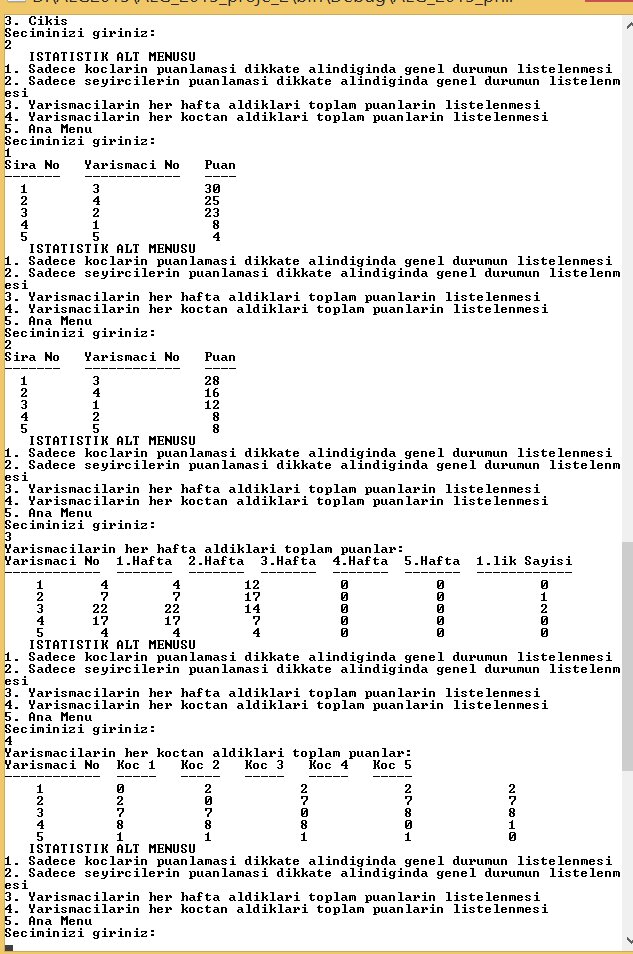 3. Cikis
Seciminizi giriniz:
2
ISTATISTIK ALT MENUSU
1. Sadece koclarin puanlamasi dikkate alindiginda genel durumun listelenmesi
2. Sadece seyircilerin puanlamasi dikkate alindiginda genel durumun listelenm
esi
3. Yarismacilarin her hafta aldiklari toplam puanlarin listelenmesi
4. Yarismacilarin her koctan aldiklari toplam puanlarin listelenmesi
5. Ana Menu
Seciminizi giriniz:
1
Sira No Yarismaci No Puan
------- ------------ ----
1 3 30
2 4 25
3 2 23
4 1 8
5 5 4
ISTATISTIK ALT MENUSU
1. Sadece koclarin puanlamasi dikkate alindiginda genel durumun listelenmesi
2. Sadece seyircilerin puanlamasi dikkate alindiginda genel durumun listelenm
esi
3. Yarismacilarin her hafta aldiklari toplam puanlarin listelenmesi
4. Yarismacilarin her koctan aldiklari toplam puanlarin listelenmesi
5. Ana Menu
Seciminizi giriniz:
2
Sira No Yarismaci No Puan
------- ------------ ----
1 3 28
2 4 16
3 1 12
4 2 8
5 5 8
ISTATISTIK ALT MENUSU
1. Sadece koclarin puanlamasi dikkate alindiginda genel durumun listelenmesi
2. Sadece seyircilerin puanlamasi dikkate alindiginda genel durumun listelenm
esi
3. Yarismacilarin her hafta aldiklari toplam puanlarin listelenmesi
4. Yarismacilarin her koctan aldiklari toplam puanlarin listelenmesi
5. Ana Menu
Seciminizi giriniz:
3
Yarismacilarin her hafta aldiklari toplam puanlar:
Yarismaci No 1.Hafta 2.Hafta 3.Hafta 4.Hafta 5.Hafta 1.lik Sayisi
------------ ------- ------- ------- ------- ------- ------------
1 4 4 12 0 0 0
2 7 7 17 0 0 1
3 22 22 14 0 0 2
4 17 17 7 0 0 0
5 4 4 4 0 0 0
ISTATISTIK ALT MENUSU
1. Sadece koclarin puanlamasi dikkate alindiginda genel durumun listelenmesi
2. Sadece seyircilerin puanlamasi dikkate alindiginda genel durumun listelenm
esi
3. Yarismacilarin her hafta aldiklari toplam puanlarin listelenmesi
4. Yarismacilarin her koctan aldiklari toplam puanlarin listelenmesi
5. Ana Menu
Seciminizi giriniz:
4
Yarismacilarin her koctan aldiklari toplam puanlar:
Yarismaci No Koc 1 Koc 2 Koc 3 Koc 4 Koc 5
------------ ----- ----- ----- ----- -----
1 0 2 2 2 2
2 2 0 7 7 7
3 7 7 0 8 8
4 8 8 8 0 1
5 1 1 1 1 0
ISTATISTIK ALT MENUSU
1. Sadece koclarin puanlamasi dikkate alindiginda genel durumun listelenmesi
2. Sadece seyircilerin puanlamasi dikkate alindiginda genel durumun listelenm
esi
3. Yarismacilarin her hafta aldiklari toplam puanlarin listelenmesi
4. Yarismacilarin her koctan aldiklari toplam puanlarin listelenmesi
5. Ana Menu
Seciminizi giriniz: